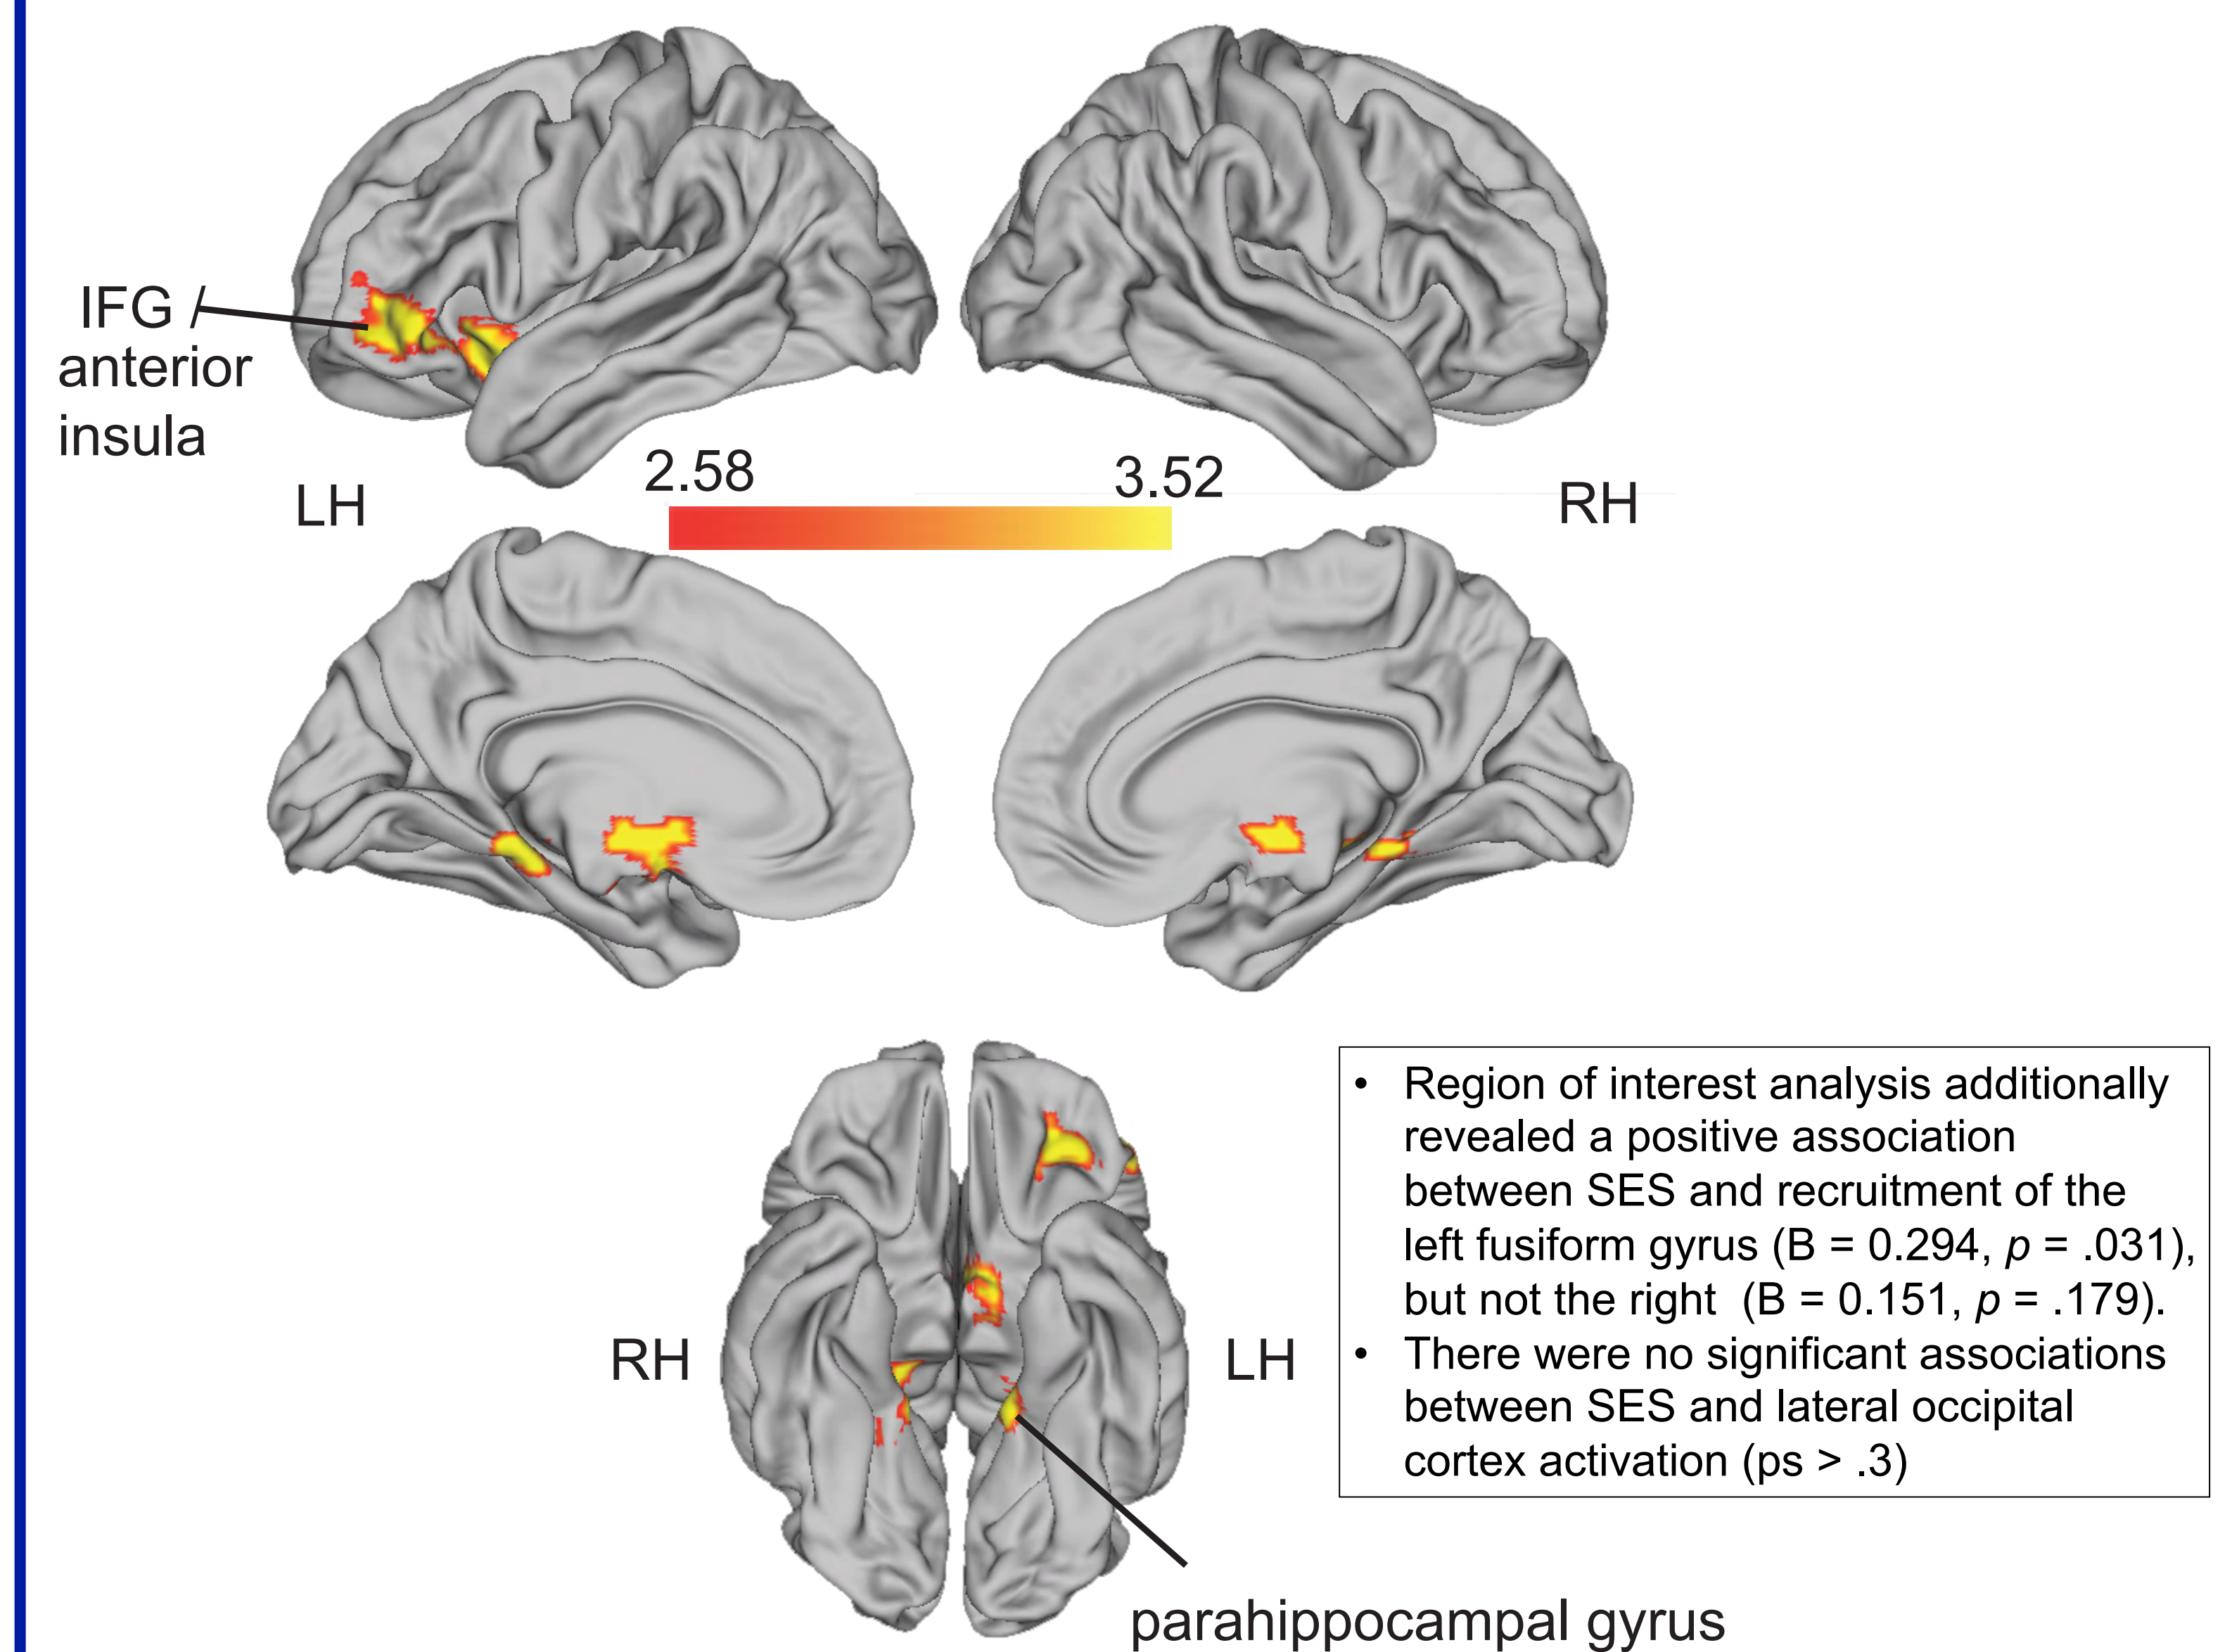 IFG /
anterior
insula
LH
2.58
3.52
RH
RH
LH
• Region of interest analysis additionally
revealed a positive association
between SES and recruitment of the
left fusiform gyrus (B = 0.294, p = .031),
but not the right (B = 0.151, p = .179).
• There were no significant associations
between SES and lateral occipital
cortex activation (ps > .3)
parahippocampal gyrus